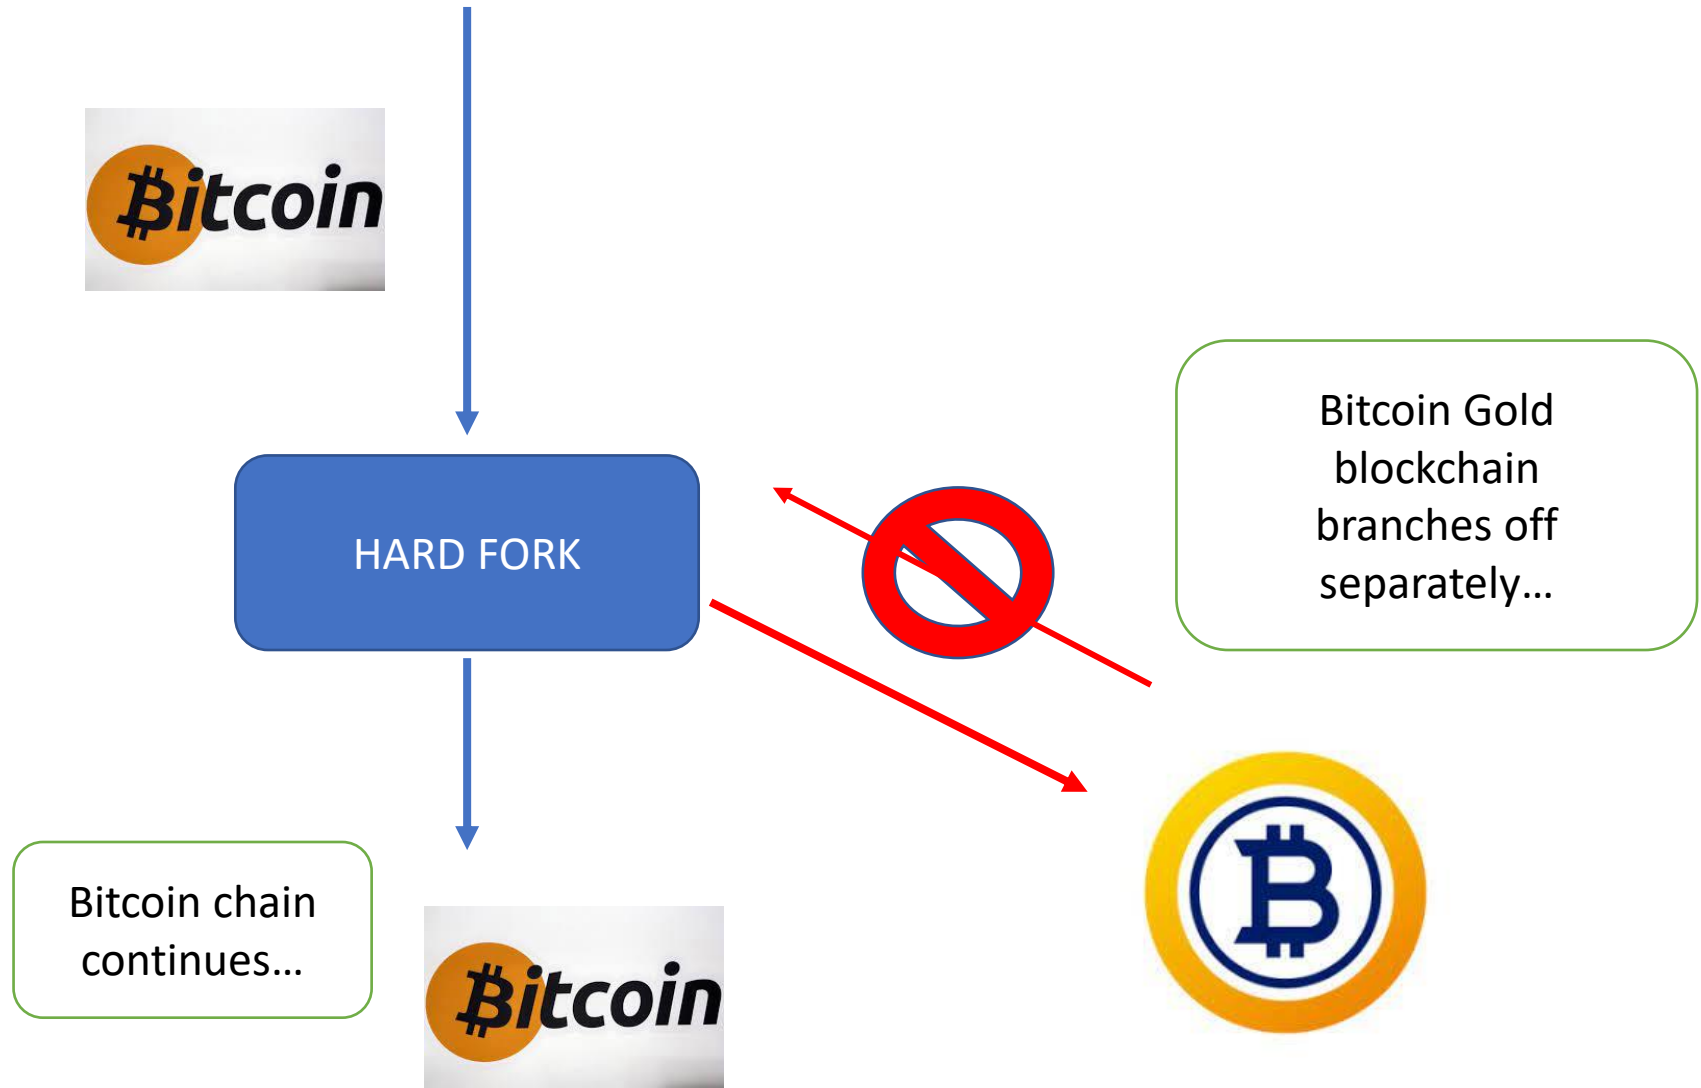 Bitcoin
HARD FORK
Bitcoin Gold
blockchain
branches off
separately…
Bitcoin chain
continues…
Bitcoin